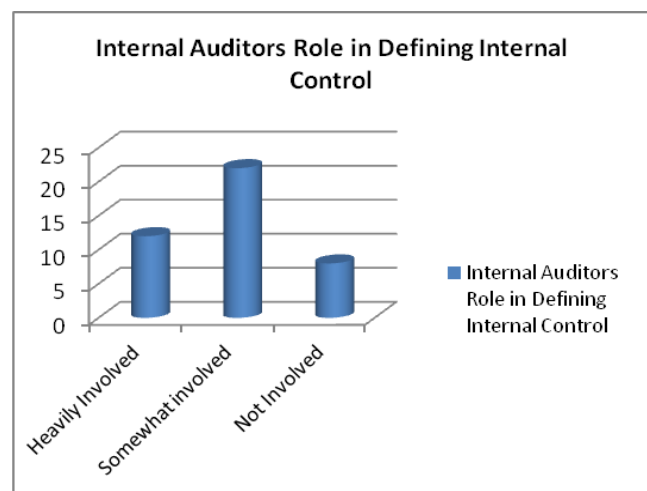 Internal Auditors Role in Defining Internal
Control
25
20
15
10
5
0
Heavily Involved
Somewhat involved
Not Involved
Internal Auditors
Role in Defining
Internal Control